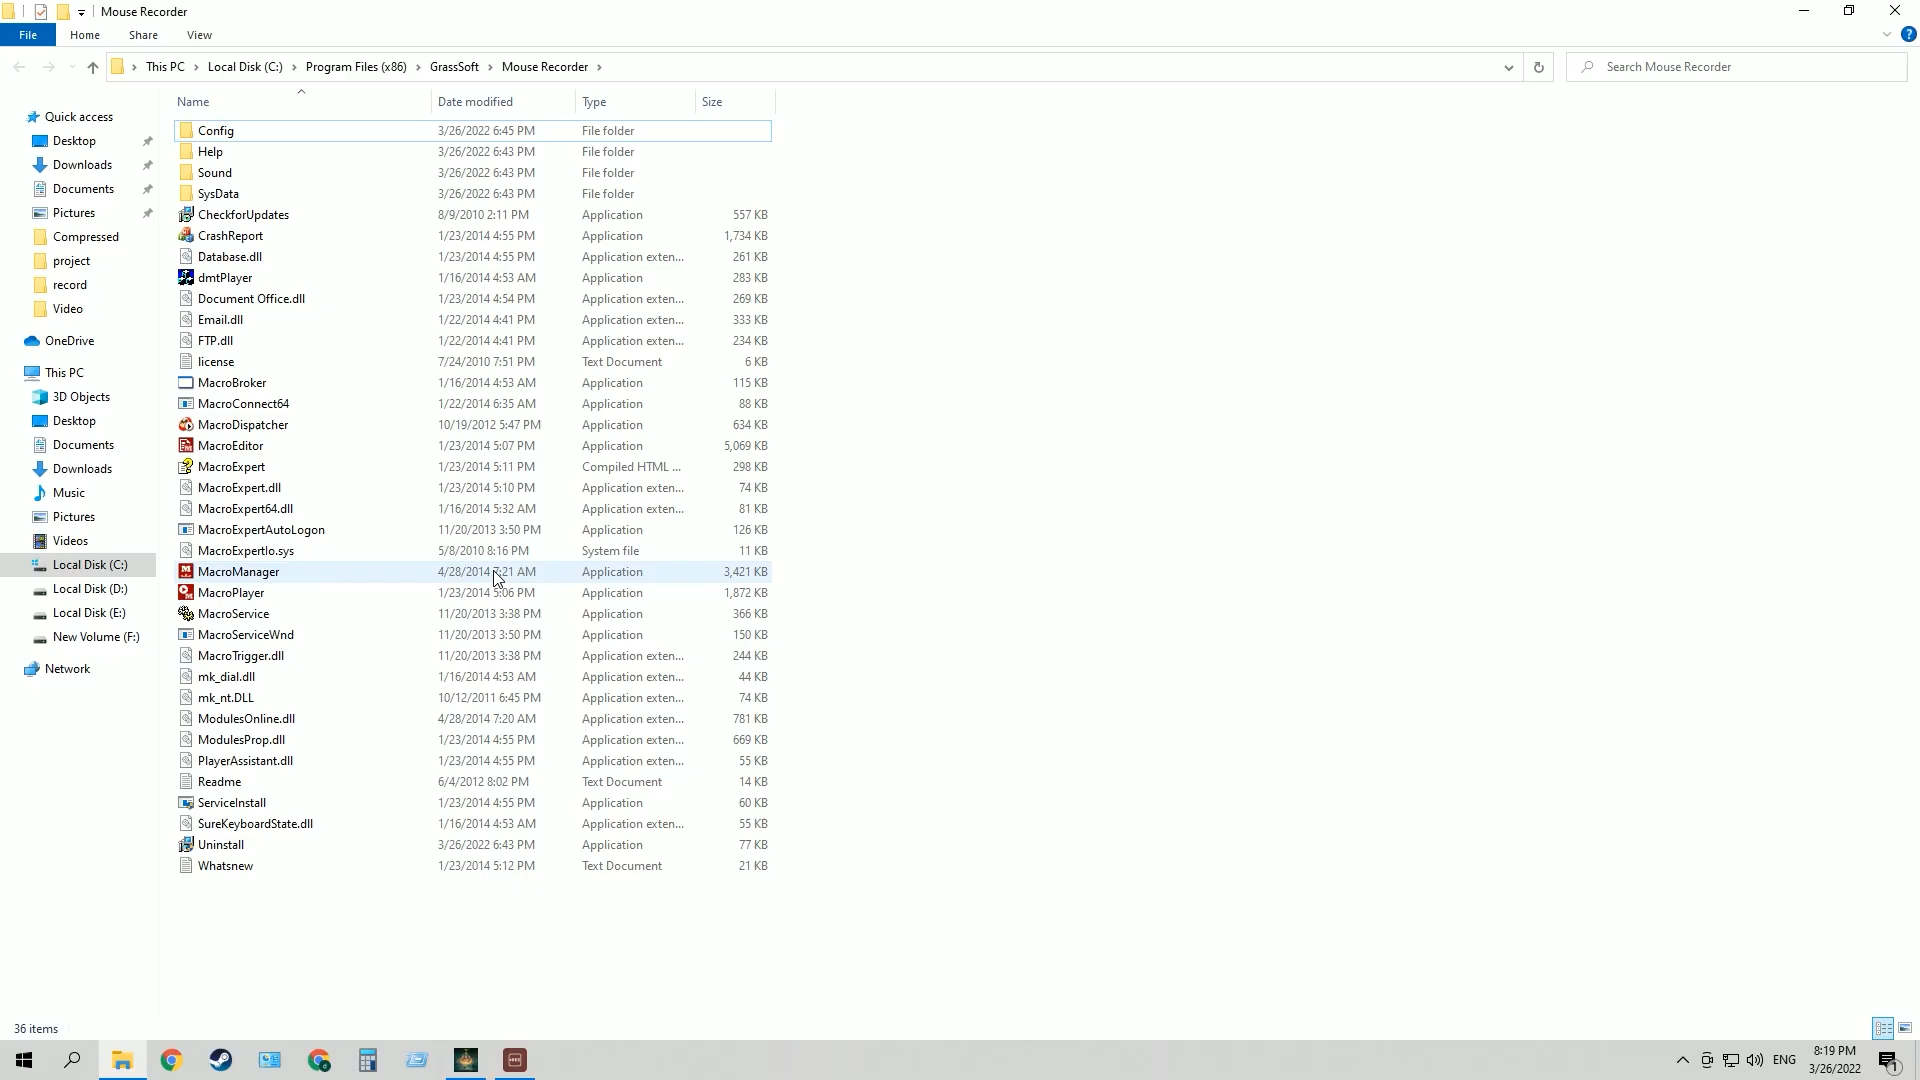 Mouse Recorder
File Home Share View
This PC Local Disk (C:) Program Files (x86) GrassSoft Mouse Recorder
Search Mouse Recorder
Name Date modified Type Size
Quick access
Desktop
Downloads
Documents
Pictures
Compressed
project
record
Video
OneDrive
This PC
3D Objects
Desktop
Documents
Downloads
Music
Pictures
Videos
Local Disk (C:)
Local Disk (D:)
Local Disk (E:)
New Volume (F:)
Network
Config 3/26/2022 6:45 PM File folder
Help 3/26/2022 6:43 PM File folder
Sound 3/26/2022 6:43 PM File folder
SysData 3/26/2022 6:43 PM File folder
CheckforUpdates 8/9/2010 2:11 PM Application 557 KB
CrashReport 1/23/2014 4:55 PM Application 1,734 KB
Database.dll 1/23/2014 4:55 PM Application exten... 261 KB
dmtPlayer 1/16/2014 4:53 AM Application 283 KB
Document Office.dll 1/23/2014 4:54 PM Application exten... 269 KB
Email.dll 1/22/2014 4:41 PM Application exten... 333 KB
FTP.dll 1/22/2014 4:41 PM Application exten... 234 KB
license 7/24/2010 7:51 PM Text Document 6 KB
MacroBroker 1/16/2014 4:53 AM Application 115 KB
MacroConnect64 1/22/2014 6:35 AM Application 88 KB
MacroDispatcher 10/19/2012 5:47 PM Application 634 KB
MacroEditor 1/23/2014 5:07 PM Application 5,069 KB
MacroExpert 1/23/2014 5:11 PM Compiled HTML ... 298 KB
MacroExpert.dll 1/23/2014 5:10 PM Application exten... 74 KB
MacroExpert64.dll 1/16/2014 5:32 AM Application exten... 81 KB
MacroExpertAutoLogon 11/20/2013 3:50 PM Application 126 KB
MacroExpertIo.sys 5/8/2010 8:16 PM System file 11 KB
MacroManager 4/28/2014 7:21 AM Application 3,421 KB
MacroPlayer 1/23/2014 5:06 PM Application 1,872 KB
MacroService 11/20/2013 3:38 PM Application 366 KB
MacroServiceWnd 11/20/2013 3:50 PM Application 150 KB
MacroTrigger.dll 11/20/2013 3:38 PM Application exten... 244 KB
mk_dial.dll 1/16/2014 4:53 AM Application exten... 44 KB
mk_nt.DLL 10/12/2011 6:45 PM Application exten... 74 KB
ModulesOnline.dll 4/28/2014 7:20 AM Application exten... 781 KB
ModulesProp.dll 1/23/2014 4:55 PM Application exten... 669 KB
PlayerAssistant.dll 1/23/2014 4:55 PM Application exten... 55 KB
Readme 6/4/2012 8:02 PM Text Document 14 KB
ServiceInstall 1/23/2014 4:55 PM Application 60 KB
SureKeyboardState.dll 1/16/2014 4:53 AM Application exten... 55 KB
Uninstall 3/26/2022 6:43 PM Application 77 KB
Whatsnew 1/23/2014 5:12 PM Text Document 21 KB
36 items
ENG
8:19 PM
3/26/2022
1